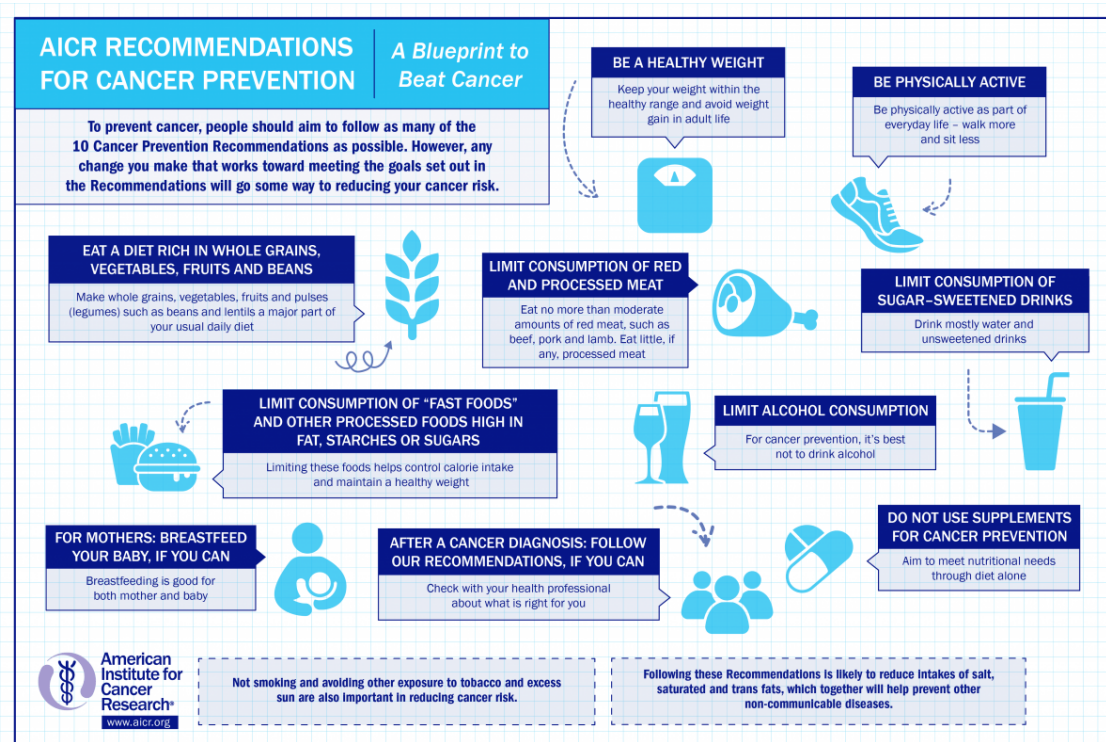 AICR RECOMMENDATIONS
FOR CANCER PREVENTION
A Blueprint to
Beat Cancer
To prevent cancer, people should aim to follow as many of the
10 Cancer Prevention Recommendations as possible. However, any
change you make that works toward meeting the goals set out in
the Recommendations will go some way to reducing your cancer risk.
BE A HEALTHY WEIGHT
Keep your weight within the
healthy range and avoid weight
gain in adult life
BE PHYSICALLY ACTIVE
Be physically active as part of
everyday life – walk more
and sit less
EAT A DIET RICH IN WHOLE GRAINS,
VEGETABLES, FRUITS AND BEANS
Make whole grains, vegetables, fruits and pulses
(legumes) such as beans and lentils a major part of
your usual daily diet
LIMIT CONSUMPTION OF RED
AND PROCESSED MEAT
Eat no more than moderate
amounts of red meat, such as
beef, pork and lamb. Eat little, if
any, processed meat
LIMIT CONSUMPTION OF
SUGAR–SWEETENED DRINKS
Drink mostly water and
unsweetened drinks
LIMIT CONSUMPTION OF “FAST FOODS”
AND OTHER PROCESSED FOODS HIGH IN
FAT, STARCHES OR SUGARS
Limiting these foods helps control calorie intake
and maintain a healthy weight
LIMIT ALCOHOL CONSUMPTION
For cancer prevention, it’s best
not to drink alcohol
FOR MOTHERS: BREASTFEED
YOUR BABY, IF YOU CAN
Breastfeeding is good for
both mother and baby
AFTER A CANCER DIAGNOSIS: FOLLOW
OUR RECOMMENDATIONS, IF YOU CAN
Check with your health professional
about what is right for you
DO NOT USE SUPPLEMENTS
FOR CANCER PREVENTION
Aim to meet nutritional needs
through diet alone
American
Institute for
Cancer
Research®
www.aicr.org
Not smoking and avoiding other exposure to tobacco and excess
sun are also important in reducing cancer risk.
Following these Recommendations is likely to reduce intakes of salt,
saturated and trans fats, which together will help prevent other
non-communicable diseases.